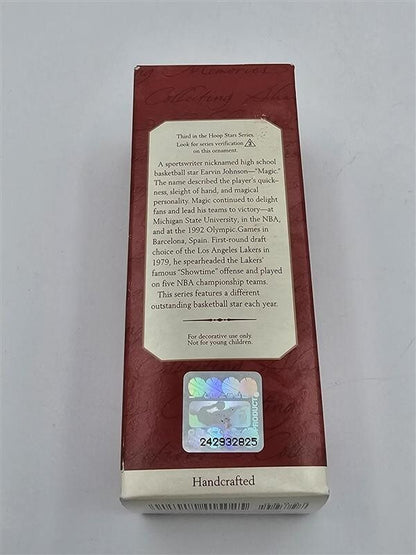 Memories
Collecting
Third in the Hoop Stars Series.
Look for series verification 3
on this ornament.
A sportswriter nicknamed high school
basketball star Earvin Johnson—"Magic."
The name described the player's quick-
ness, sleight of hand, and magical
personality. Magic continued to delight
fans and lead his teams to victory—at
Michigan State University, in the NBA,
and at the 1992 Olympic Games in
Barcelona, Spain. First-round draft
choice of the Los Angeles Lakers in
1979, he spearheaded the Lakers'
famous "Showtime" offense and played
on five NBA championship teams.
This series features a different
outstanding basketball star each year.
For decorative use only.
Not for young children.
PRODUCT
242932825
Handcrafted